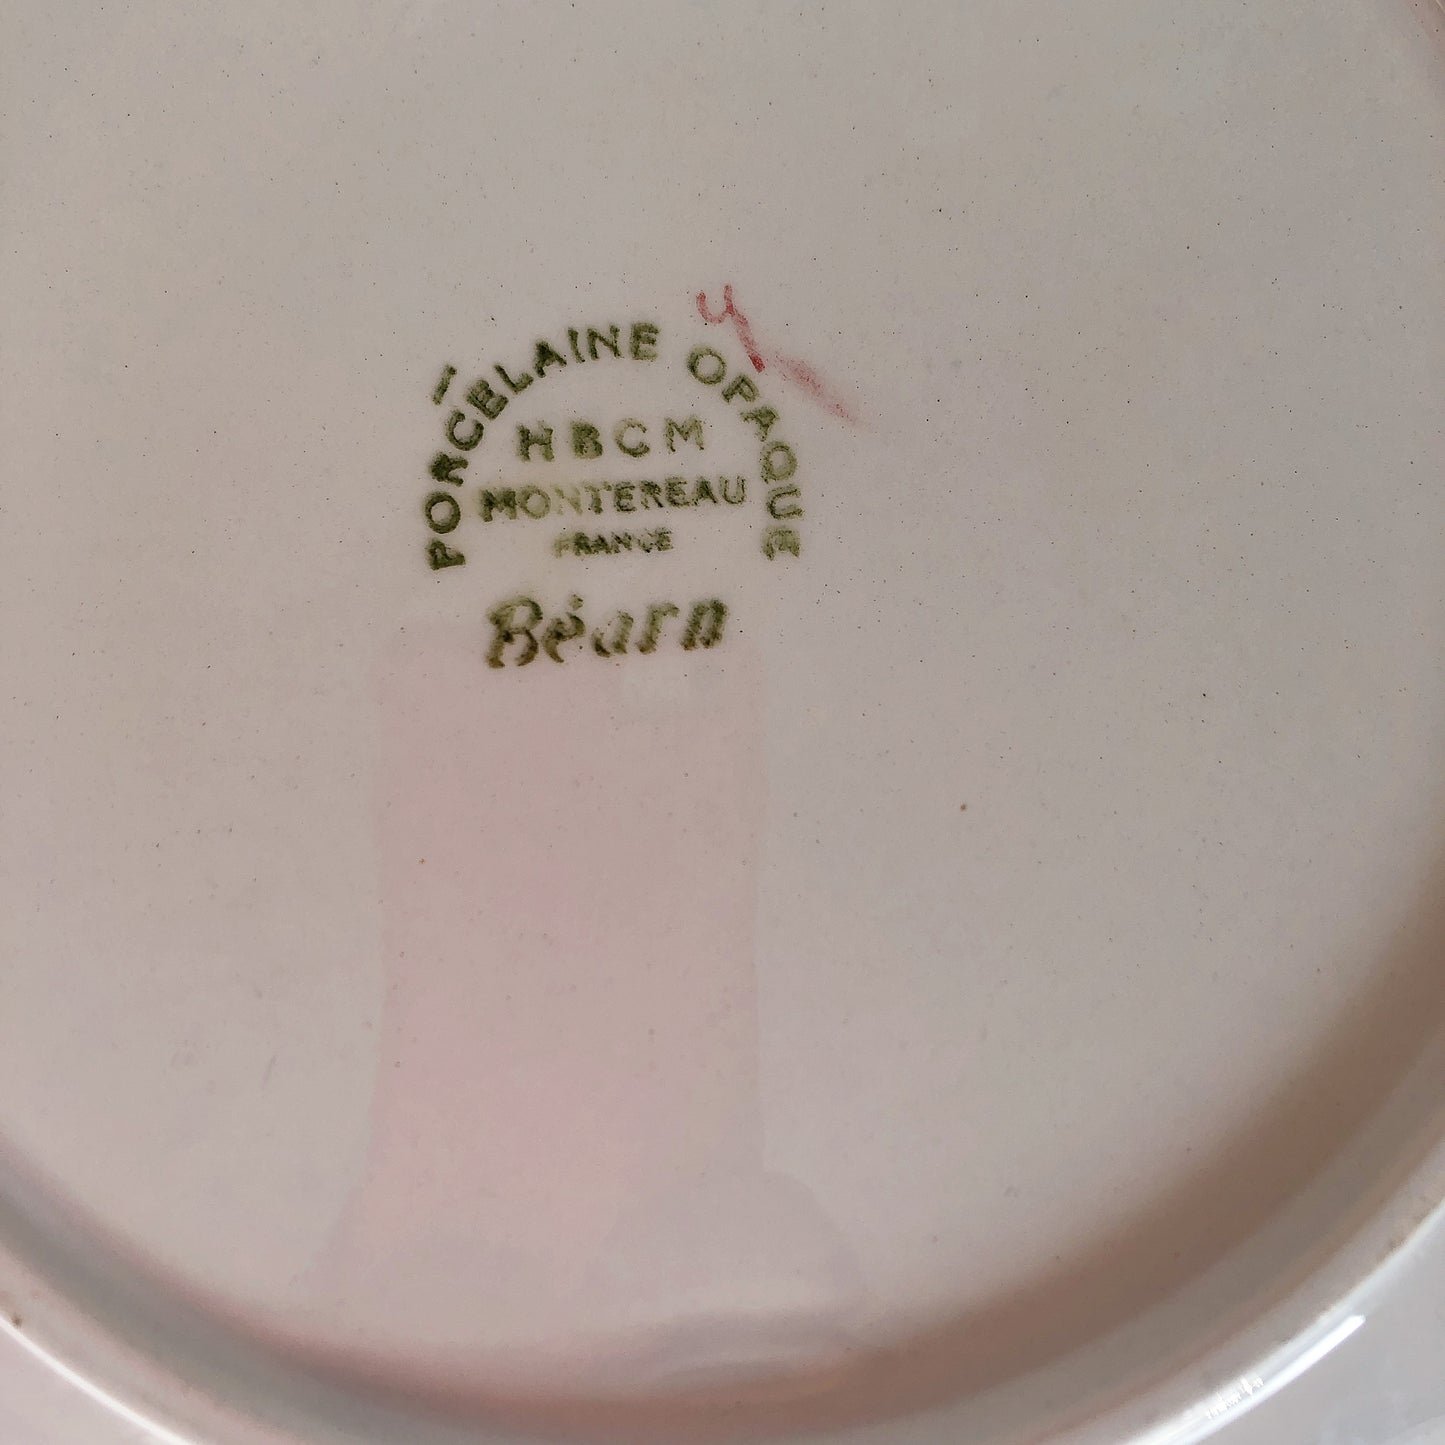 PORCELAINE OPAQUE
HBCM
MONTEREAU
FRANCE
Béarn